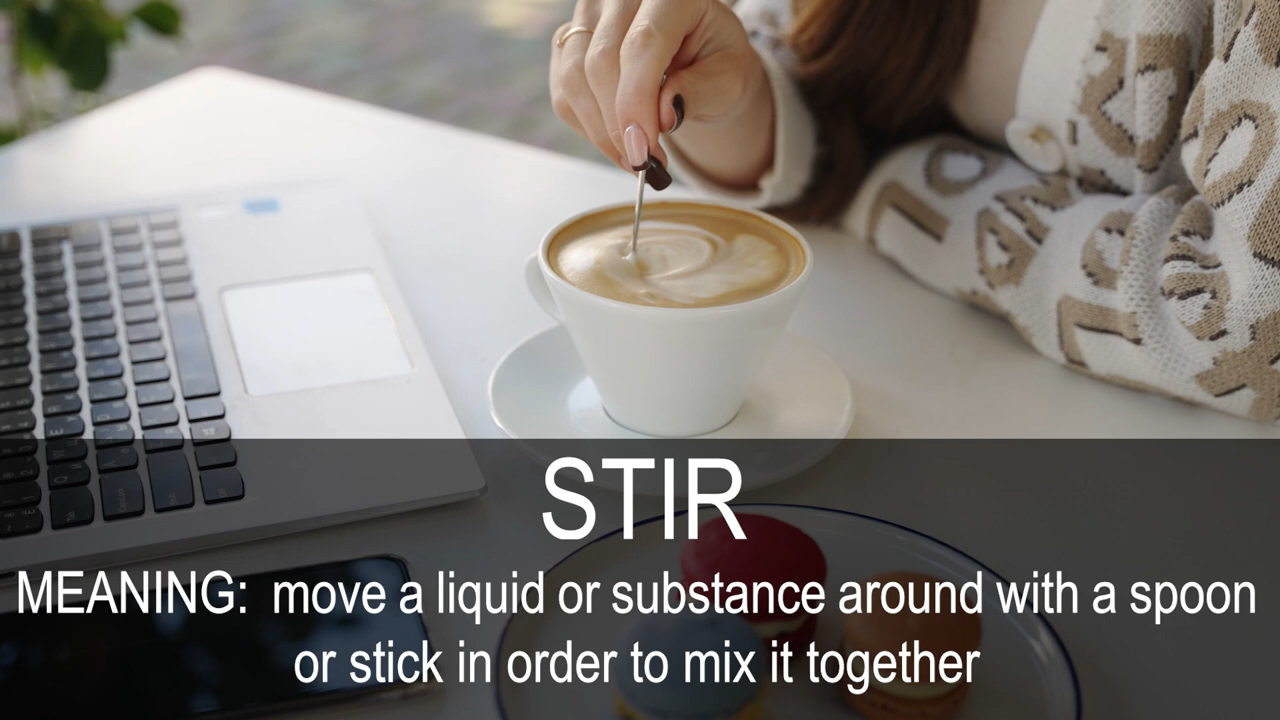 STIR
MEANING: move a liquid or substance around with a spoon
or stick in order to mix it together